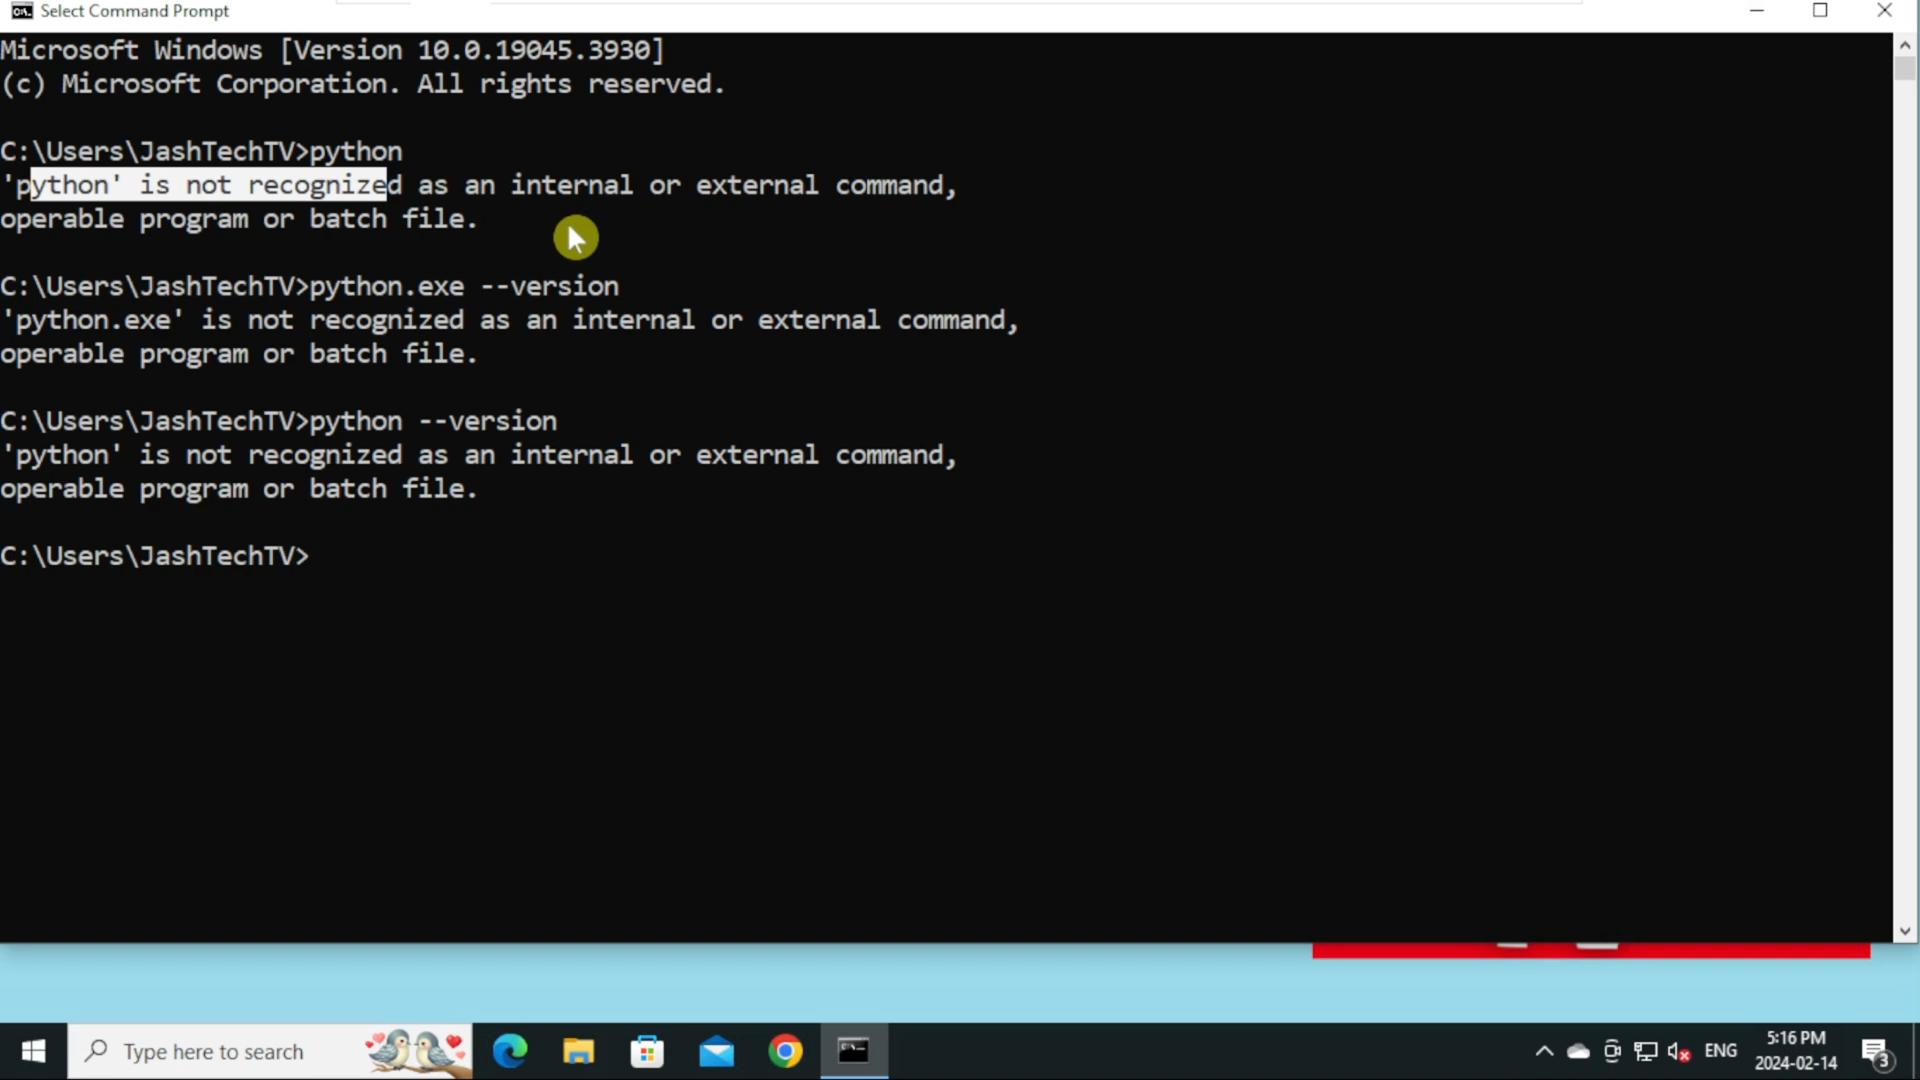 Select Command Prompt
Microsoft Windows [Version 10.0.19045.3930]
(c) Microsoft Corporation. All rights reserved.
C:\Users\JashTechTV>python
'python' is not recognized as an internal or external command,
operable program or batch file.
C:\Users\JashTechTV>python.exe --version
'python.exe' is not recognized as an internal or external command,
operable program or batch file.
C:\Users\JashTechTV>python --version
'python' is not recognized as an internal or external command,
operable program or batch file.
C:\Users\JashTechTV>
Type here to search
ENG
5:16 PM
2024-02-14
3